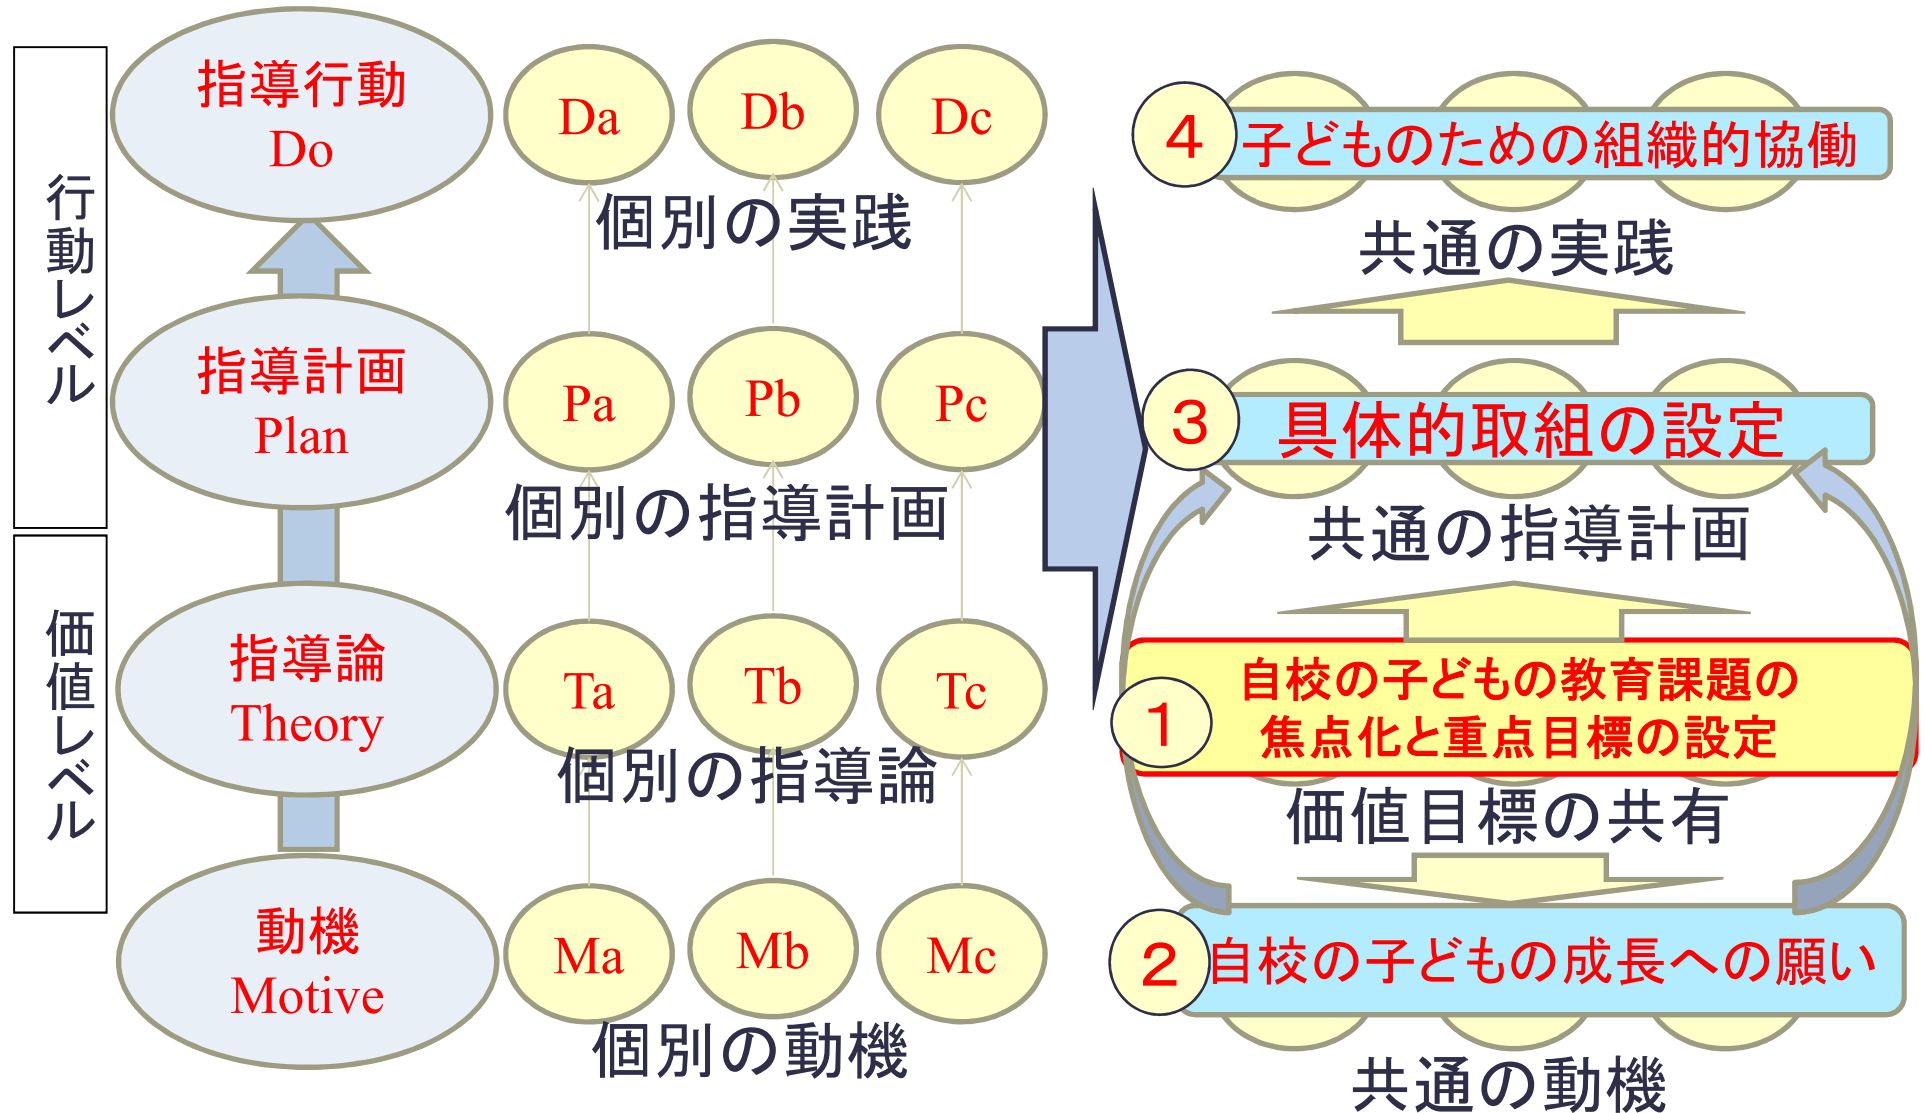 行動レベル
価値レベル
指導行動
Do
指導計画
Plan
指導論
Theory
動機
Motive
Da
Db
Dc
個別の実践
Pa
Pb
Pc
個別の指導計画
Ta
Tb
Tc
個別の指導論
Ma
Mb
Mc
個別の動機
４
子どものための組織的協働
共通の実践
３
具体的取組の設定
共通の指導計画
１
自校の子どもの教育課題の
焦点化と重点目標の設定
価値目標の共有
２
自校の子どもの成長への願い
共通の動機